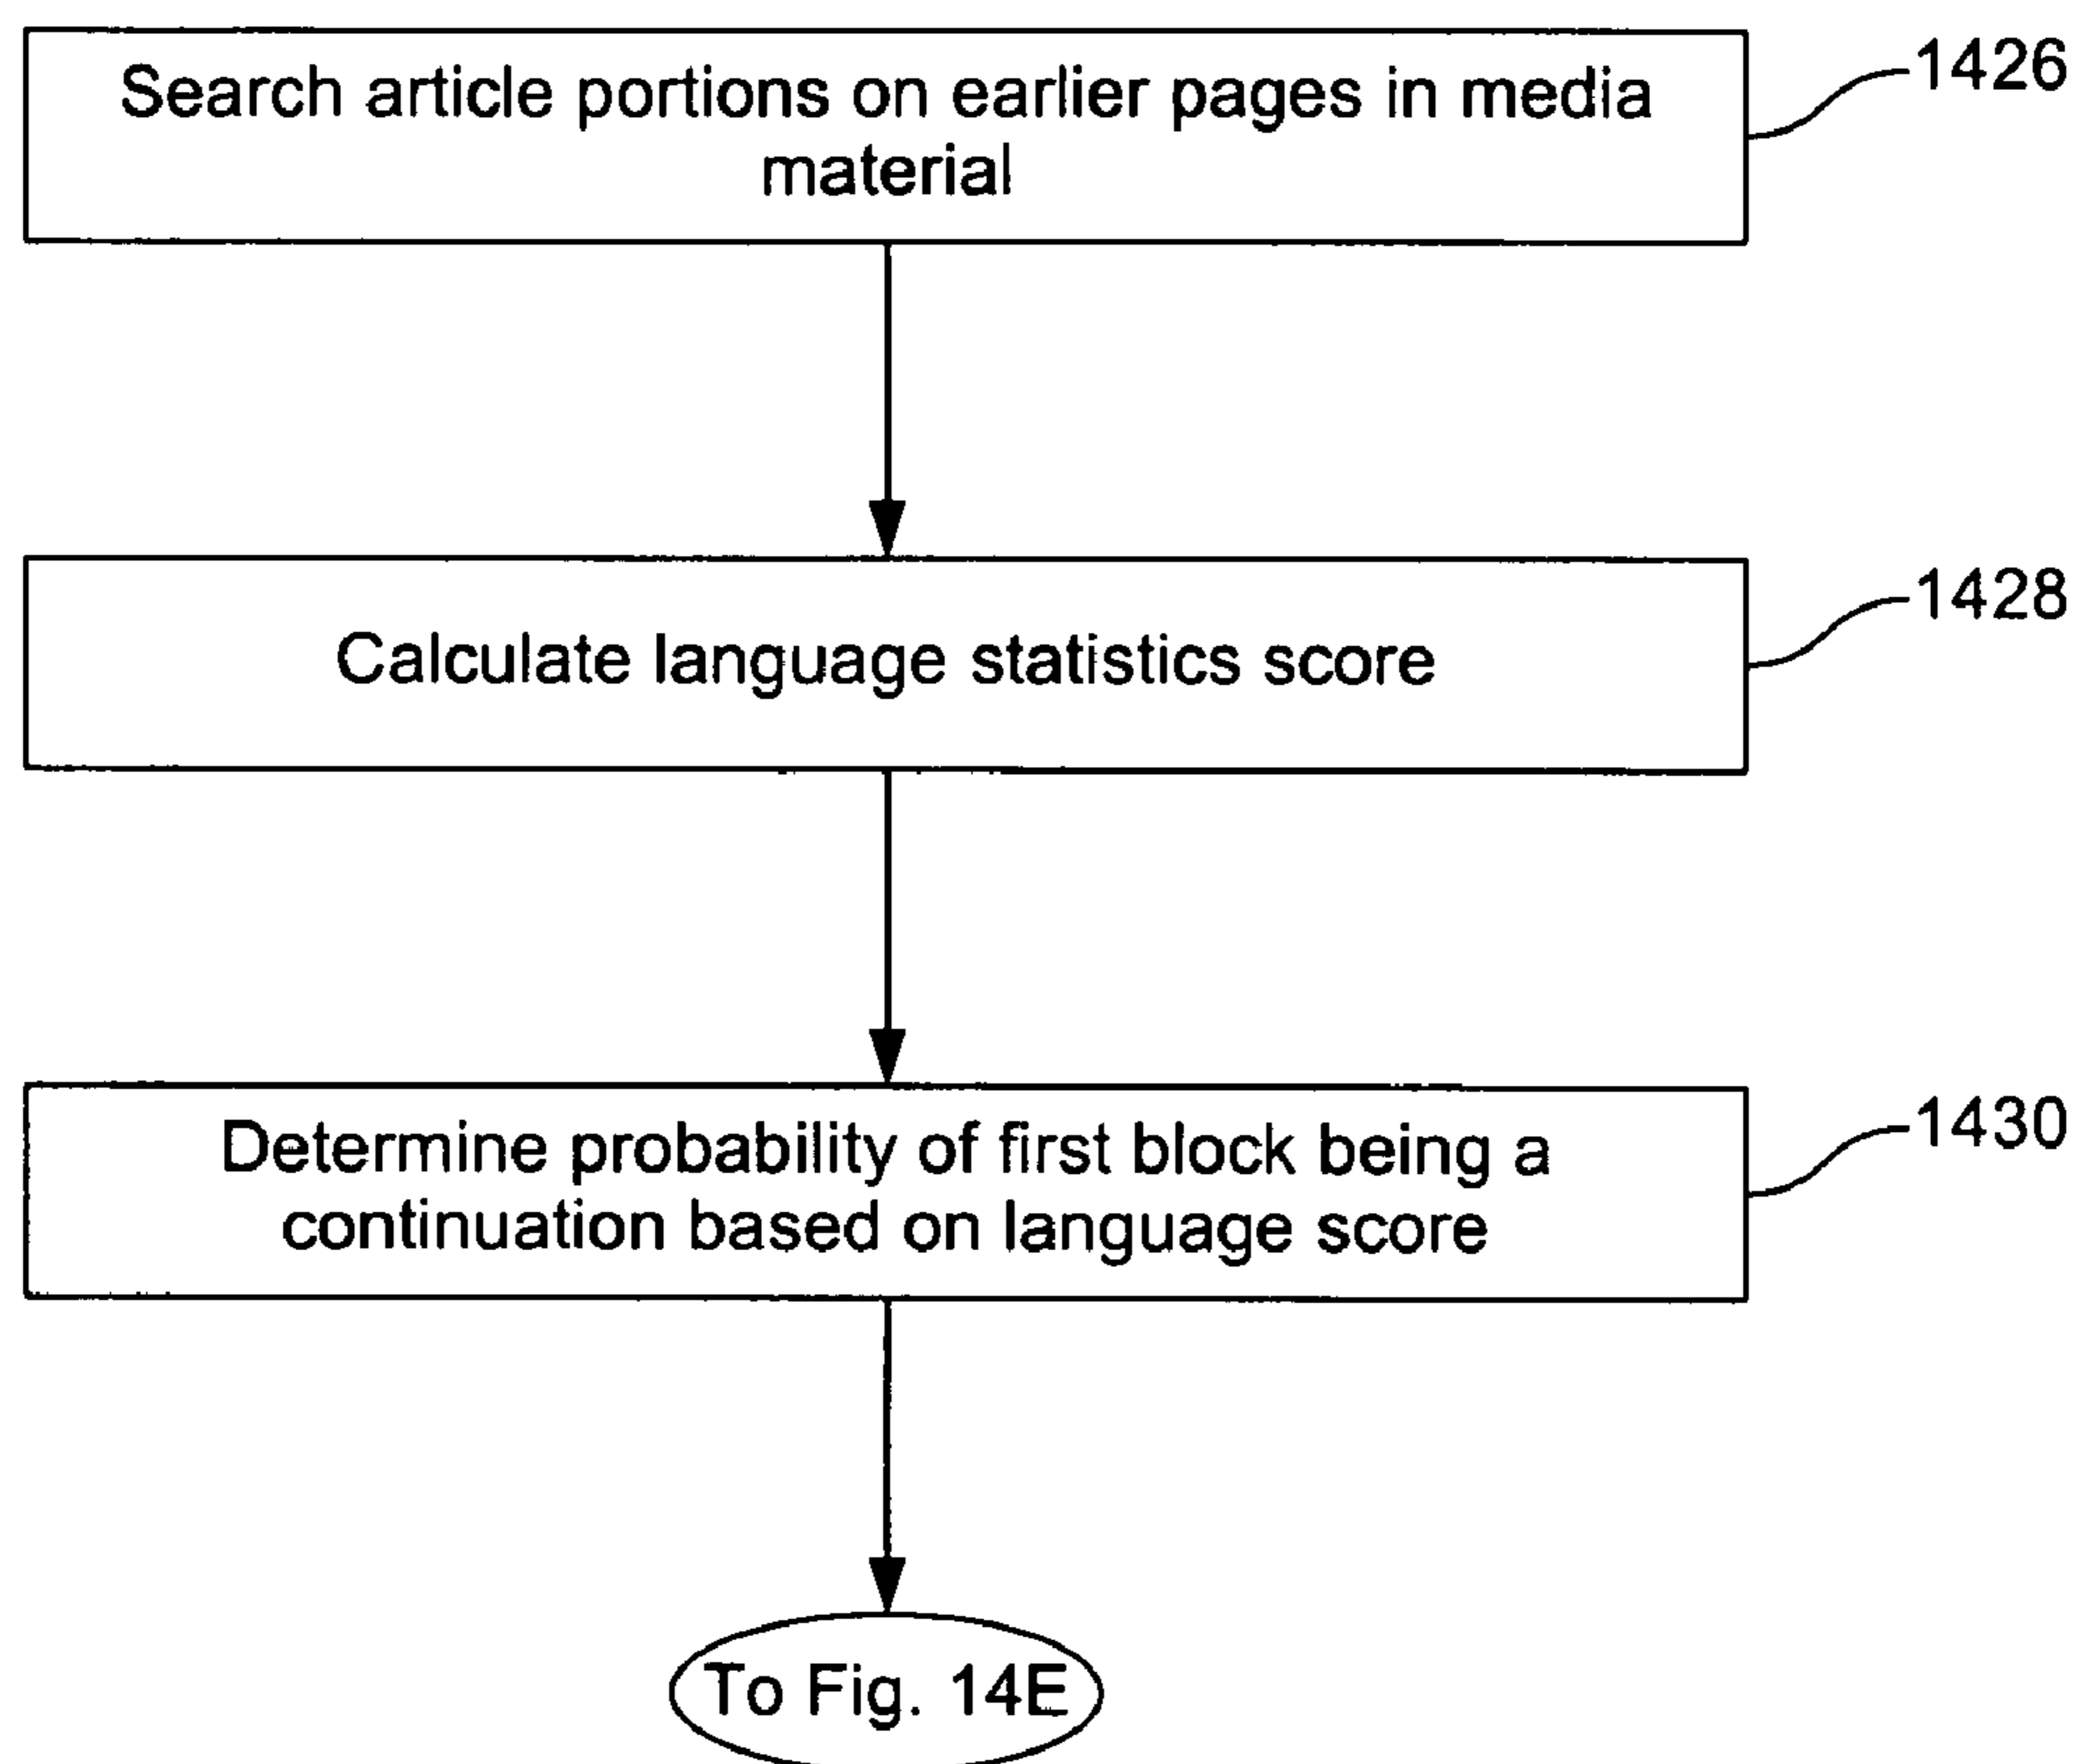 Search article portions on earlier pages in media
material
1426
Calculate language statistics score
1428
Determine probability of first block being a
continuation based on language score
1430
To Fig. 14E